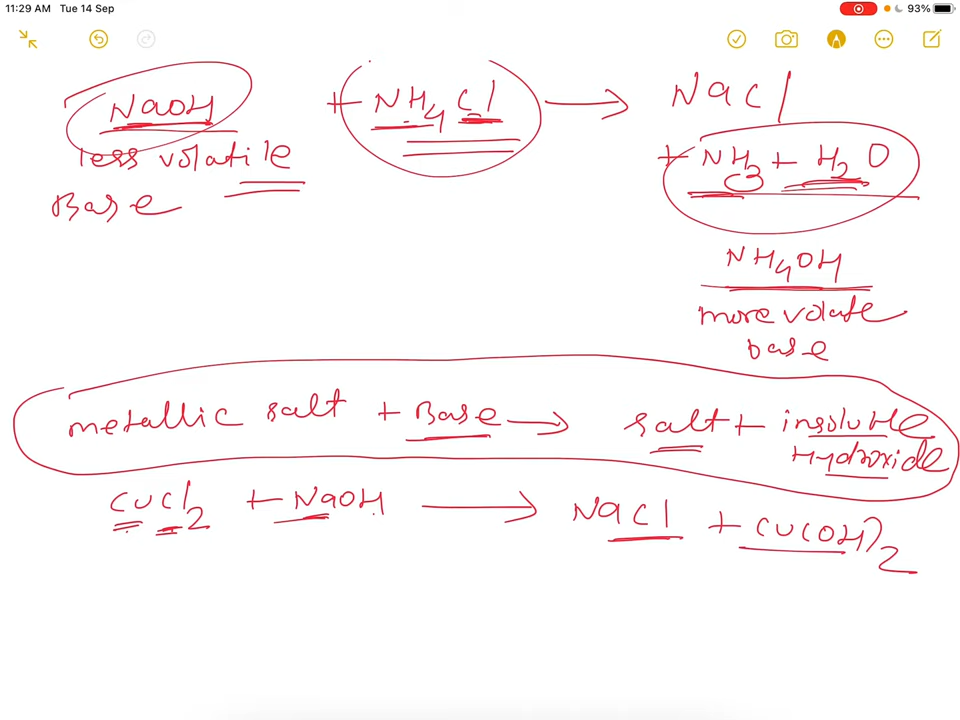 11:29 AM Tue 14 Sep 93%
NaOH + NH4Cl → NaCl
less volatile + NH3 + H2O
Base
NH4OH
more volate
base
metallic salt + Base → salt + insoluble
Hydroxide
CuCl2 + NaOH → NaCl + Cu(OH)2